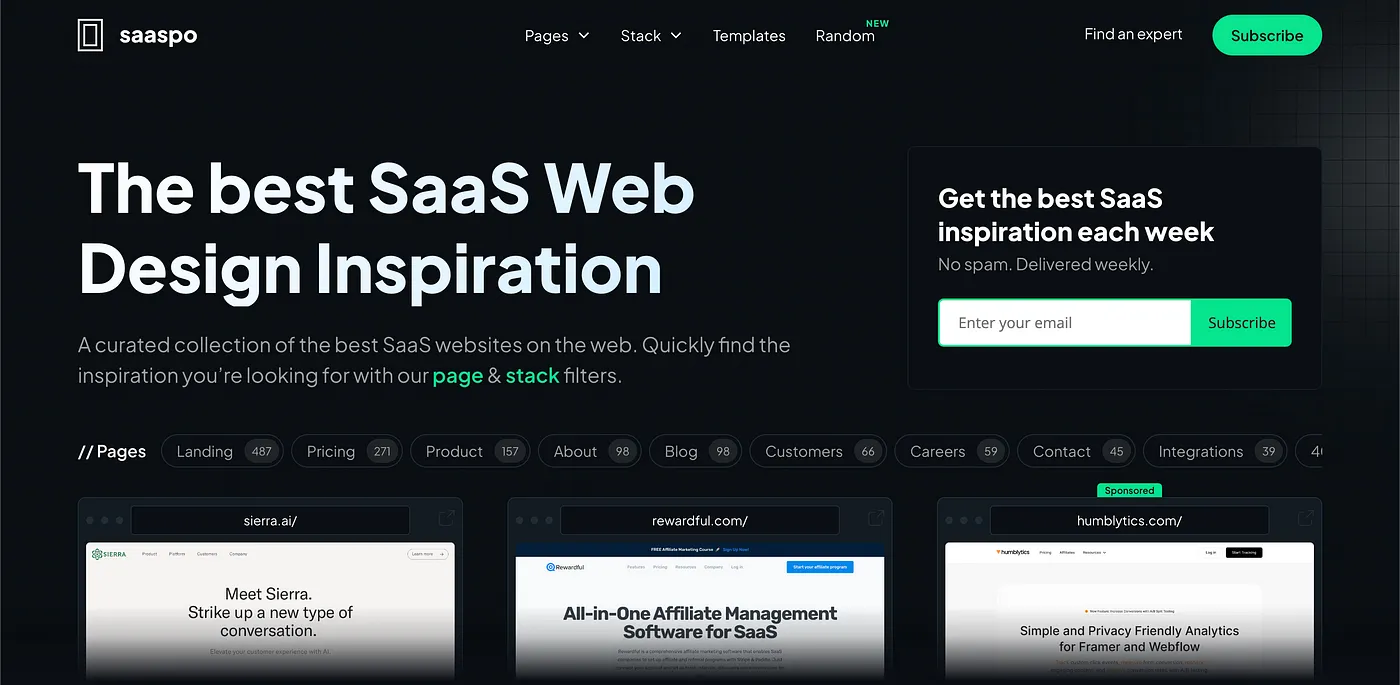 saaspo
Pages
Stack
Templates
Random
NEW
Find an expert
Subscribe
The best SaaS Web
Design Inspiration
A curated collection of the best SaaS websites on the web. Quickly find the
inspiration you’re looking for with our page & stack filters.
Get the best SaaS
inspiration each week
No spam. Delivered weekly.
Enter your email
Subscribe
// Pages
Landing 487
Pricing 271
Product 157
About 98
Blog 98
Customers 66
Careers 59
Contact 45
Integrations 39
sierra.ai/
SIERRA
Product
Platform
Customers
Company
Learn more →
Meet Sierra.
Strike up a new type of
conversation.
Elevate your customer experience with AI.
rewardful.com/
FREE Affiliate Marketing Course 🚀 Sign Up Now!
Rewardful
Features
Pricing
Resources
Company
Log in
Start your affiliate program
All-in-One Affiliate Management
Software for SaaS
Sponsored
humblytics.com/
humblytics
Pricing
Affiliates
Resources
Log in
Start Training
Simple and Privacy Friendly Analytics
for Framer and Webflow